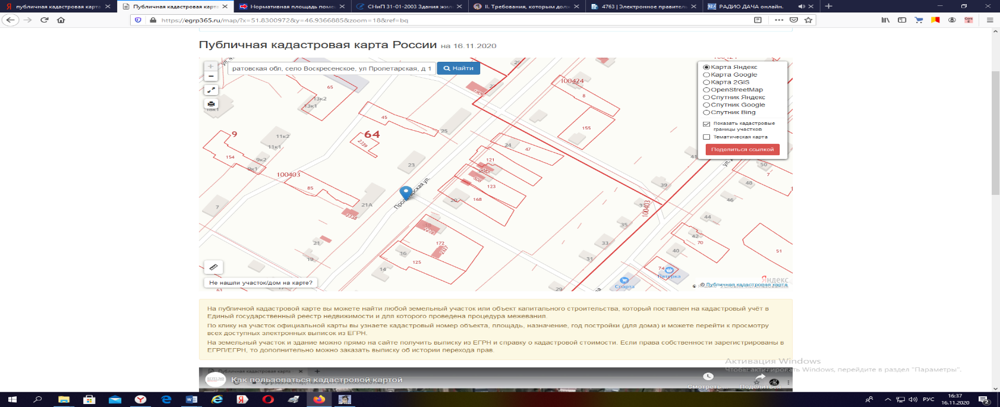 публичная кадастровая карта
Публичная кадастровая карта
Нормативная площадь поме
СНиП 31-01-2003 Здания жил
II. Требования, которым дол
4763 | Электронное правител
РАДИО ДАЧА онлайн.
https://egrp365.ru/map/?x=51.8300972&y=46.9366885&zoom=18&ref=bq
Публичная кадастровая карта России на 16.11.2020
ратовская обл, село Воскресенское, ул Пролетарская, д 1
Найти
Карта Яндекс
Карта Google
Карта 2GIS
OpenStreetMap
Спутник Яндекс
Спутник Google
Спутник Bing
Показать кадастровые
границы участков
Тематическая карта
Поделиться ссылкой
100424
65
8
13к2
13к1
18к1
45
155
25
64
2339
9
11к2
11к1
24
47
41
154
9к2
9к1
23
121
282
50
7
48
100403
508
123
39
85
Пролетарская ул.
168
20
46
7
21А
2338
100403
44
35
2226
42
70
21
172
33
2327
40
51
16
19
125
31
14
74
Пятерка
Спарта
29
63
Не нашли участок/дом на карте?
Яндекс
© Публичная кадастровая карта
На публичной кадастровой карте вы можете найти любой земельный участок или объект капитального строительства, который поставлен на кадастровый учёт в
Единый государственный реестр недвижимости и для которого проведена процедура межевания.
По клику на участок официальной карты вы узнаете кадастровый номер объекта, площадь, назначение, год постройки (для дома) и можете перейти к просмотру
всех доступных электронных выписок из ЕГРН.
На земельный участок и здание можно прямо на сайте получить выписку из ЕГРН и справку о кадастровой стоимости. Если права собственности зарегистрированы в
ЕГРП/ЕГРН, то дополнительно можно заказать выписку об истории перехода прав.
Активация Windows
Чтобы активировать Windows, перейдите в раздел "Параметры".
Публичная кадастровая карта
Как пользоваться кадастровой картой
Смотреть ...
Поделиться
РУС
16:37
16.11.2020